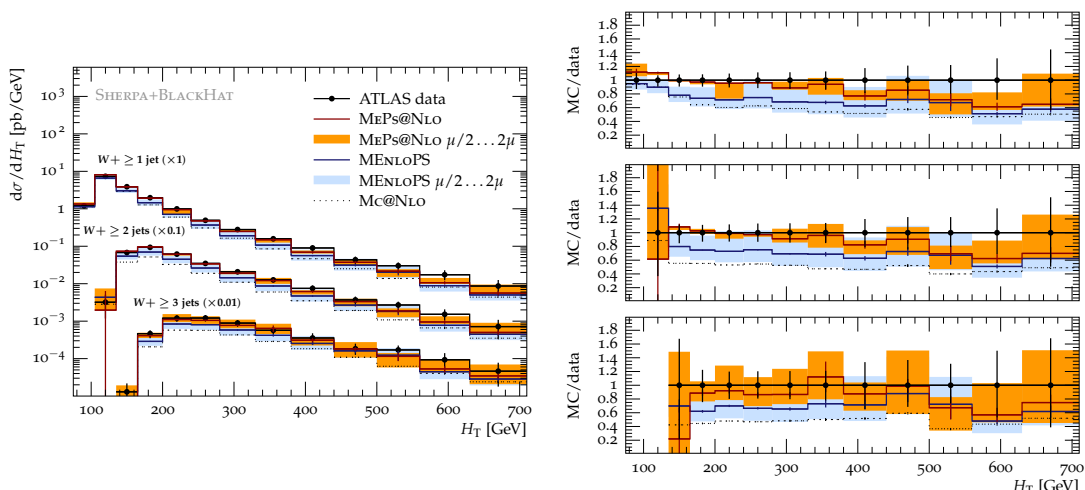 SHERPA+BLACKHAT
ATLAS data
MEPS@NLO
MEPS@NLO μ/2 . . . 2μ
MENLOPS
MENLOPS μ/2 . . . 2μ
MC@NLO
W+ ≥ 1 jet (×1)
W+ ≥ 2 jets (×0.1)
W+ ≥ 3 jets (×0.01)
dσ/dH_T [pb/GeV]
10^3
10^2
10^1
1
10^−1
10^−2
10^−3
10^−4
100 200 300 400 500 600 700
H_T [GeV]
MC/data
1.8
1.6
1.4
1.2
1
0.8
0.6
0.4
0.2
MC/data
1.8
1.6
1.4
1.2
1
0.8
0.6
0.4
0.2
MC/data
1.8
1.6
1.4
1.2
1
0.8
0.6
0.4
0.2
100 200 300 400 500 600 700
H_T [GeV]